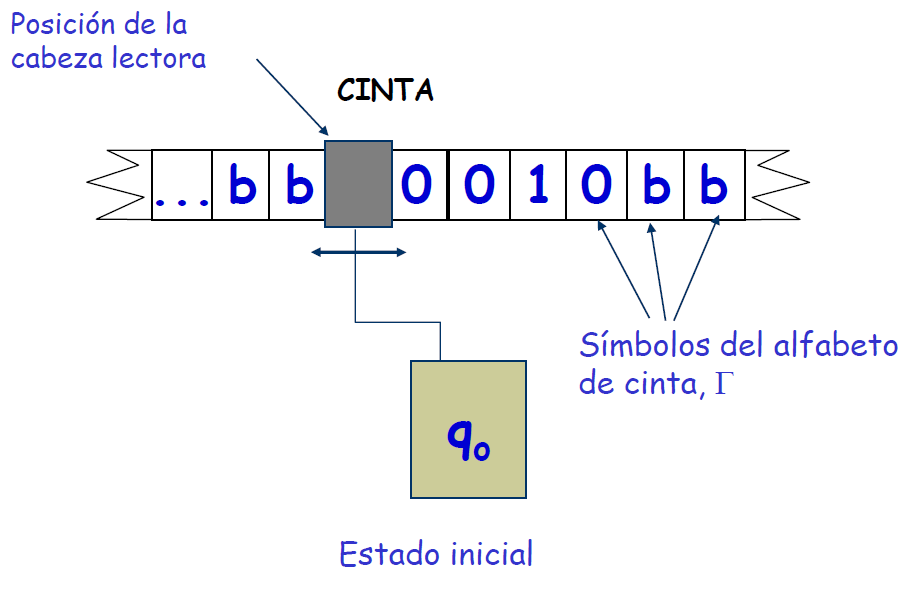 Posición de la
cabeza lectora
CINTA
... b b 0 0 1 0 b b
Símbolos del alfabeto
de cinta, Γ
q₀
Estado inicial